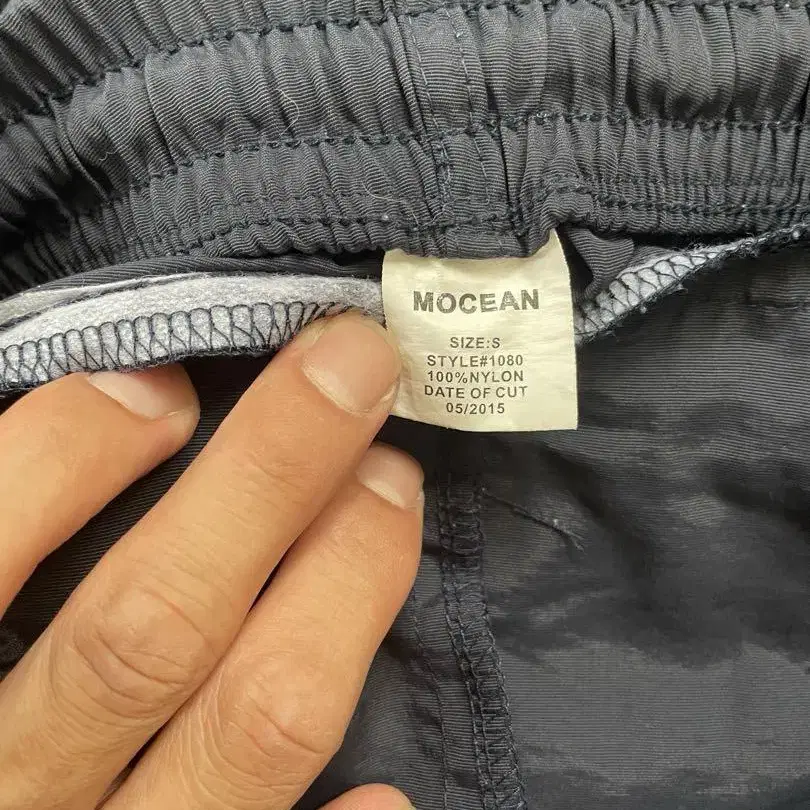 MOCEAN
SIZE:S
STYLE#1080
100%NYLON
DATE OF CUT
05/2015